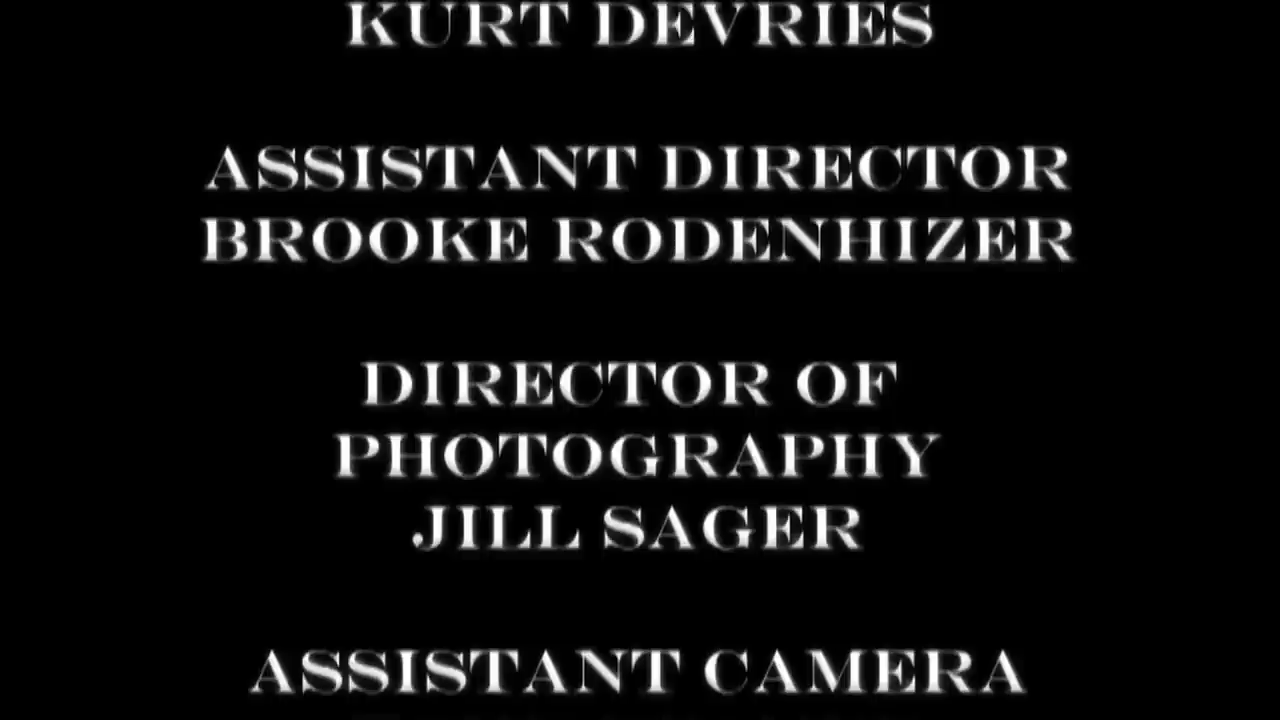 KURT DEVRIES
ASSISTANT DIRECTOR
BROOKE RODENHIZER
DIRECTOR OF
PHOTOGRAPHY
JILL SAGER
ASSISTANT CAMERA